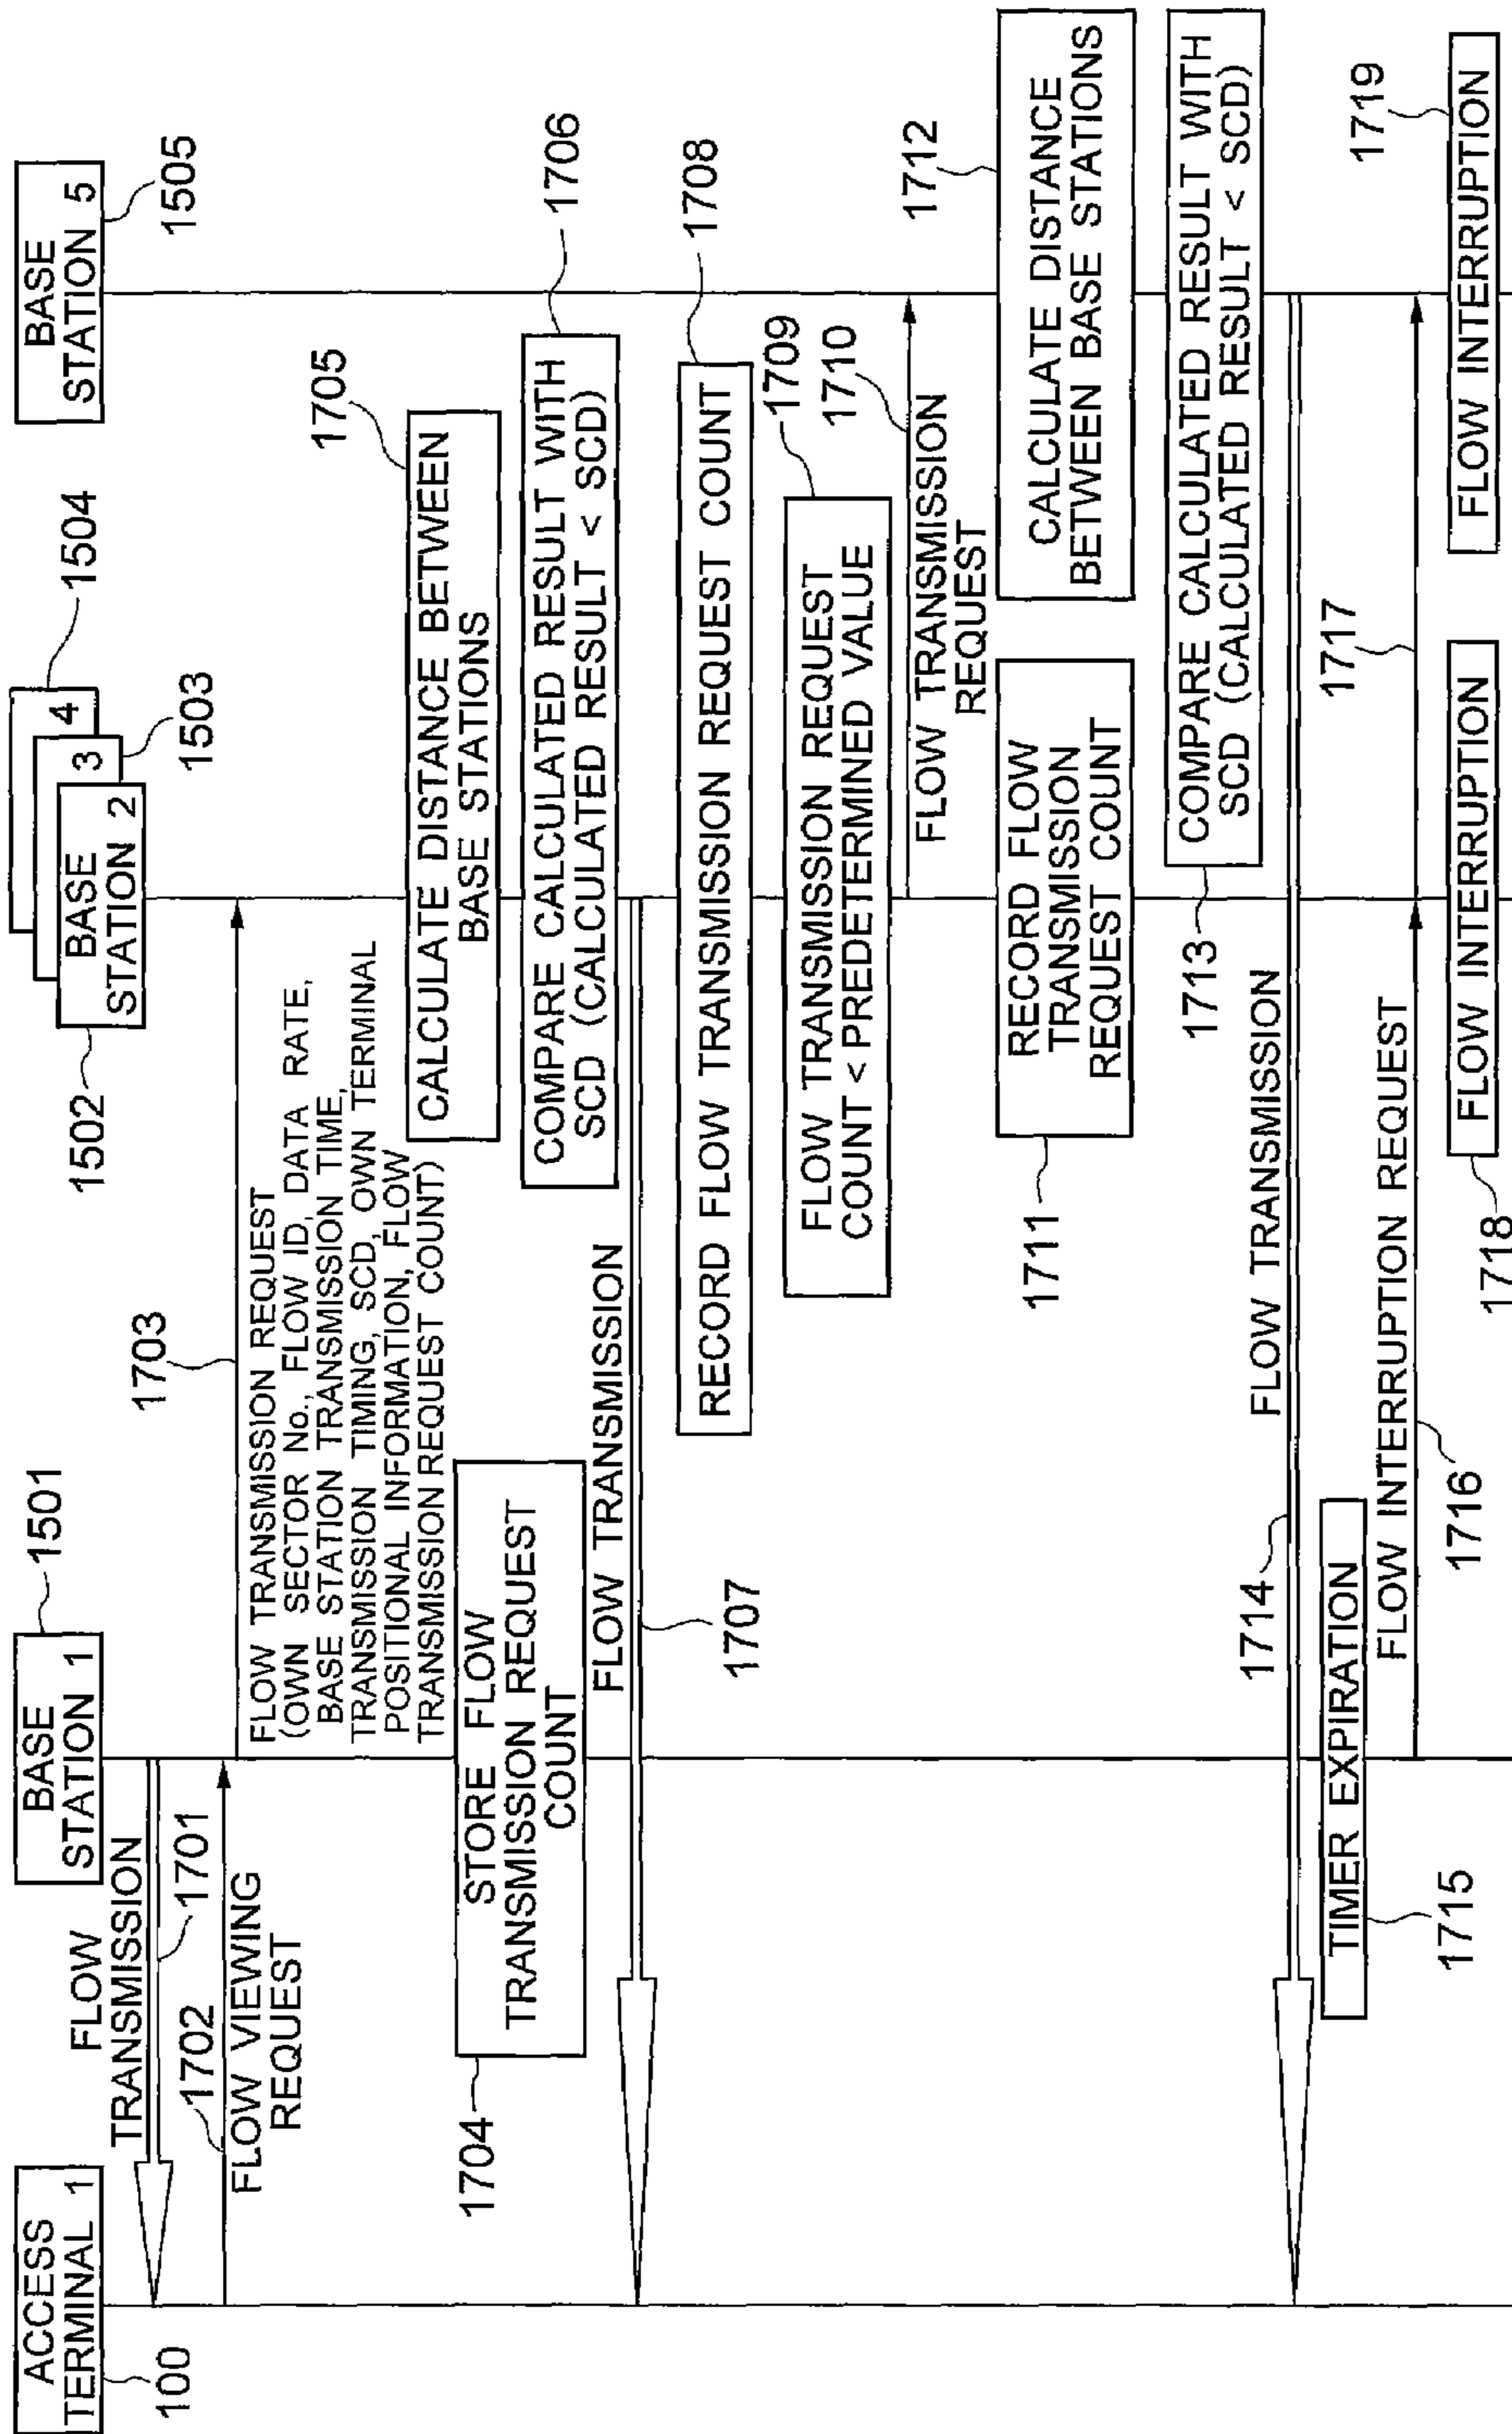 ACCESS
TERMINAL 1
100
BASE
STATION 1
1501
BASE
STATION 2
1502
3
1503
4
1504
BASE
STATION 5
1505
FLOW
TRANSMISSION
1701
1702
FLOW VIEWING
REQUEST
1703
FLOW TRANSMISSION REQUEST
(OWN SECTOR No., FLOW ID, DATA RATE,
BASE STATION TRANSMISSION TIME,
TRANSMISSION TIMING, SCD, OWN TERMINAL
POSITIONAL INFORMATION, FLOW
TRANSMISSION REQUEST COUNT)
STORE FLOW
TRANSMISSION REQUEST
COUNT
1704
1705
CALCULATE DISTANCE BETWEEN
BASE STATIONS
1706
COMPARE CALCULATED RESULT WITH
SCD (CALCULATED RESULT < SCD)
FLOW TRANSMISSION
1707
1708
RECORD FLOW TRANSMISSION REQUEST COUNT
1709
FLOW TRANSMISSION REQUEST
COUNT < PREDETERMINED VALUE
1710
FLOW TRANSMISSION
REQUEST
RECORD FLOW
TRANSMISSION
REQUEST COUNT
1711
1712
CALCULATE DISTANCE
BETWEEN BASE STATIONS
COMPARE CALCULATED RESULT WITH
SCD (CALCULATED RESULT < SCD)
1713
FLOW TRANSMISSION
1714
TIMER EXPIRATION
1715
FLOW INTERRUPTION REQUEST
1716
1717
FLOW INTERRUPTION
1718
FLOW INTERRUPTION
1719